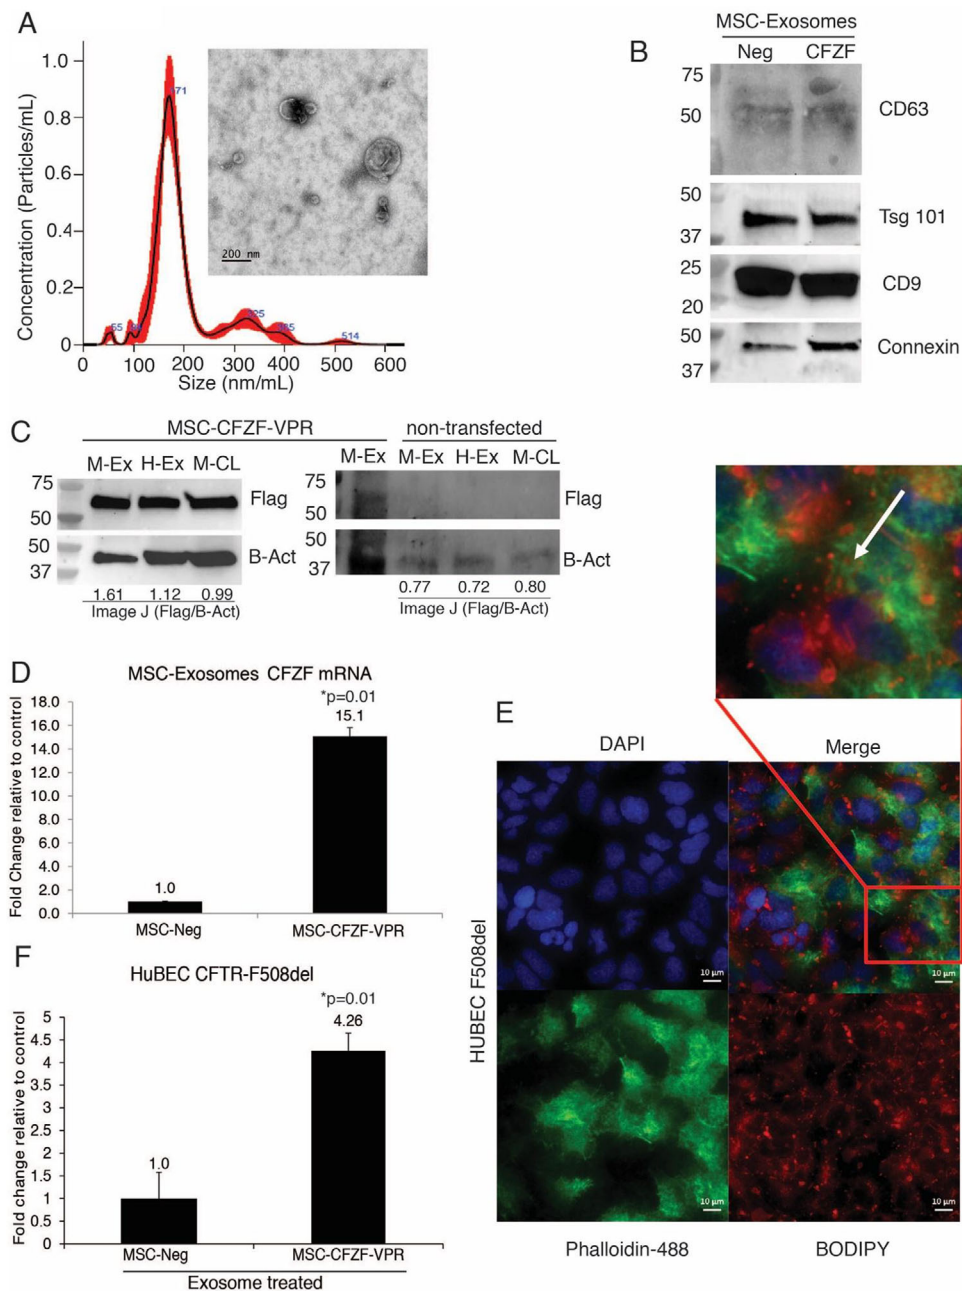 A
Concentration (Particles/mL)
1.0
0.8
0.6
0.4
0.2
0
55
171
325
514
0 100 200 300 400 500 600
Size (nm/mL)
200 nm
B
MSC-Exosomes
Neg CFZF
75
50
CD63
50
37
Tsg 101
25
20
CD9
50
37
Connexin
C
MSC-CFZF-VPR
M-Ex H-Ex M-CL
75
50
Flag
50
37
B-Act
1.61 1.12 0.99
Image J (Flag/B-Act)
non-transfected
M-Ex M-Ex H-Ex M-CL
75
50
Flag
50
37
B-Act
0.77 0.72 0.80
Image J (Flag/B-Act)
D
MSC-Exosomes CFZF mRNA
Fold Change relative to control
18.0
16.0
14.0
12.0
10.0
8.0
6.0
4.0
2.0
0.0
*p=0.01
15.1
1.0
MSC-Neg MSC-CFZF-VPR
E
DAPI Merge
HUBEC F508del
10 µm
10 µm
10 µm
10 µm
Phalloidin-488 BODIPY
F
HuBEC CFTR-F508del
Fold change relative to control
5
4.5
4
3.5
3
2.5
2
1.5
1
0.5
0
*p=0.01
4.26
1.0
MSC-Neg MSC-CFZF-VPR
Exosome treated